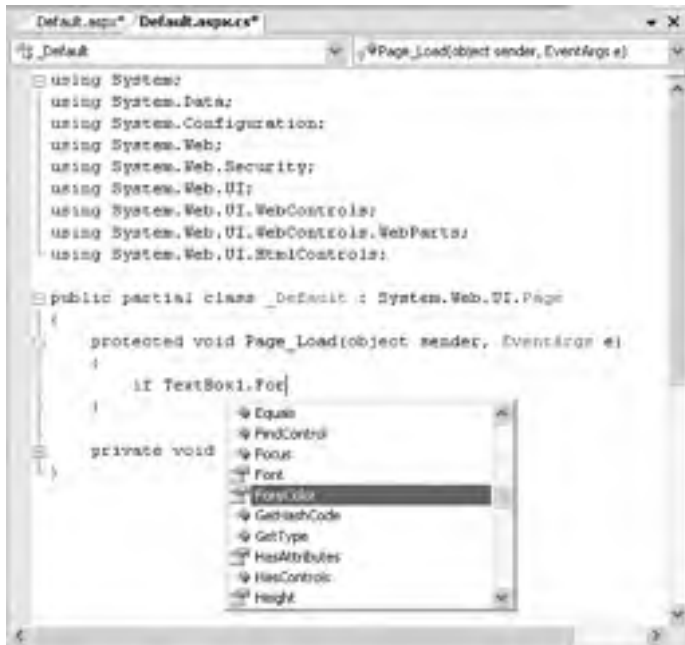 Default.aspx* Default.aspx.cs*
_Default
Page_Load(object sender, EventArgs e)
using System;
using System.Data;
using System.Configuration;
using System.Web;
using System.Web.Security;
using System.Web.UI;
using System.Web.UI.WebControls;
using System.Web.UI.WebControls.WebParts;
using System.Web.UI.HtmlControls;
public partial class _Default : System.Web.UI.Page
{
protected void Page_Load(object sender, EventArgs e)
{
if TextBox1.For
}
private void
}
Equals
FindControl
Focus
Font
ForeColor
GetHashCode
GetType
HasAttributes
HasControls
Height